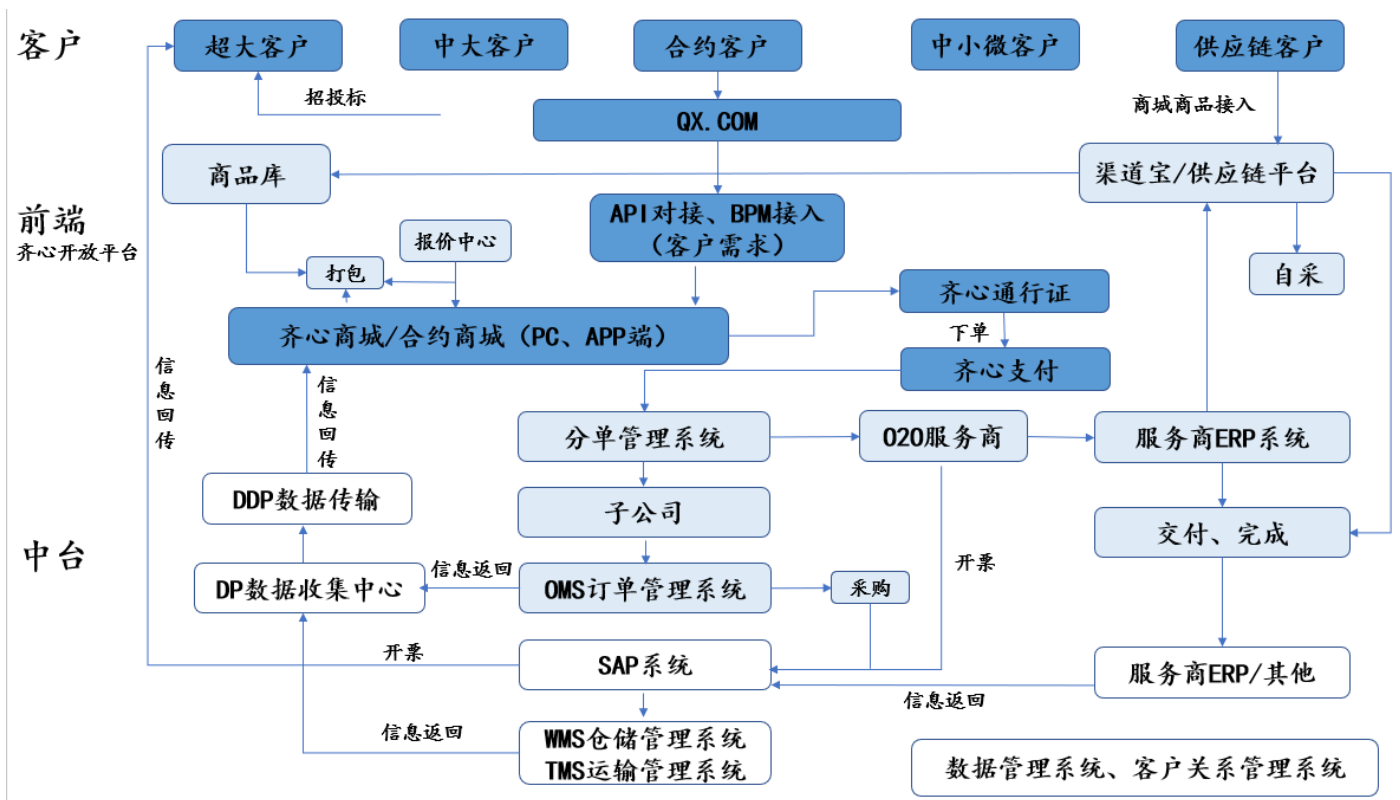 客户
超大客户
中大客户
合约客户
中小微客户
供应链客户
招投标
商城商品接入
QX.COM
商品库
渠道宝/供应链平台
前端
齐心开放平台
报价中心
API对接、BPM接入
（客户需求）
打包
自采
齐心通行证
齐心商城/合约商城（PC、APP端）
下单
齐心支付
信息回传
信息回传
分单管理系统
O2O服务商
服务商ERP系统
DDP数据传输
子公司
交付、完成
中台
开票
信息返回
DP数据收集中心
OMS订单管理系统
采购
开票
SAP系统
服务商ERP/其他
信息返回
信息返回
WMS仓储管理系统
TMS运输管理系统
数据管理系统、客户关系管理系统